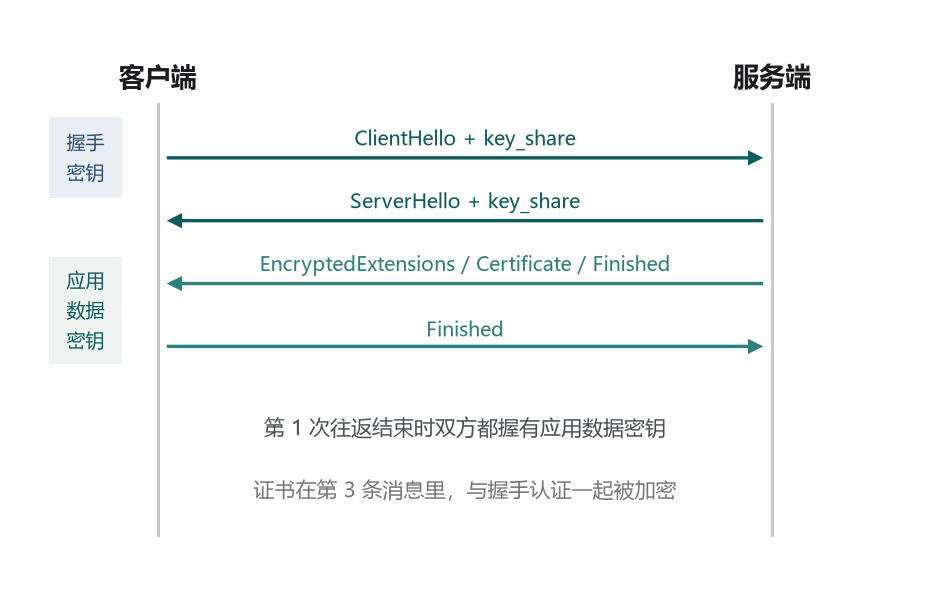 客户端
服务端
握手
密钥
ClientHello + key_share
ServerHello + key_share
应用
数据
密钥
EncryptedExtensions / Certificate / Finished
Finished
第 1 次往返结束时双方都握有应用数据密钥
证书在第 3 条消息里，与握手认证一起被加密